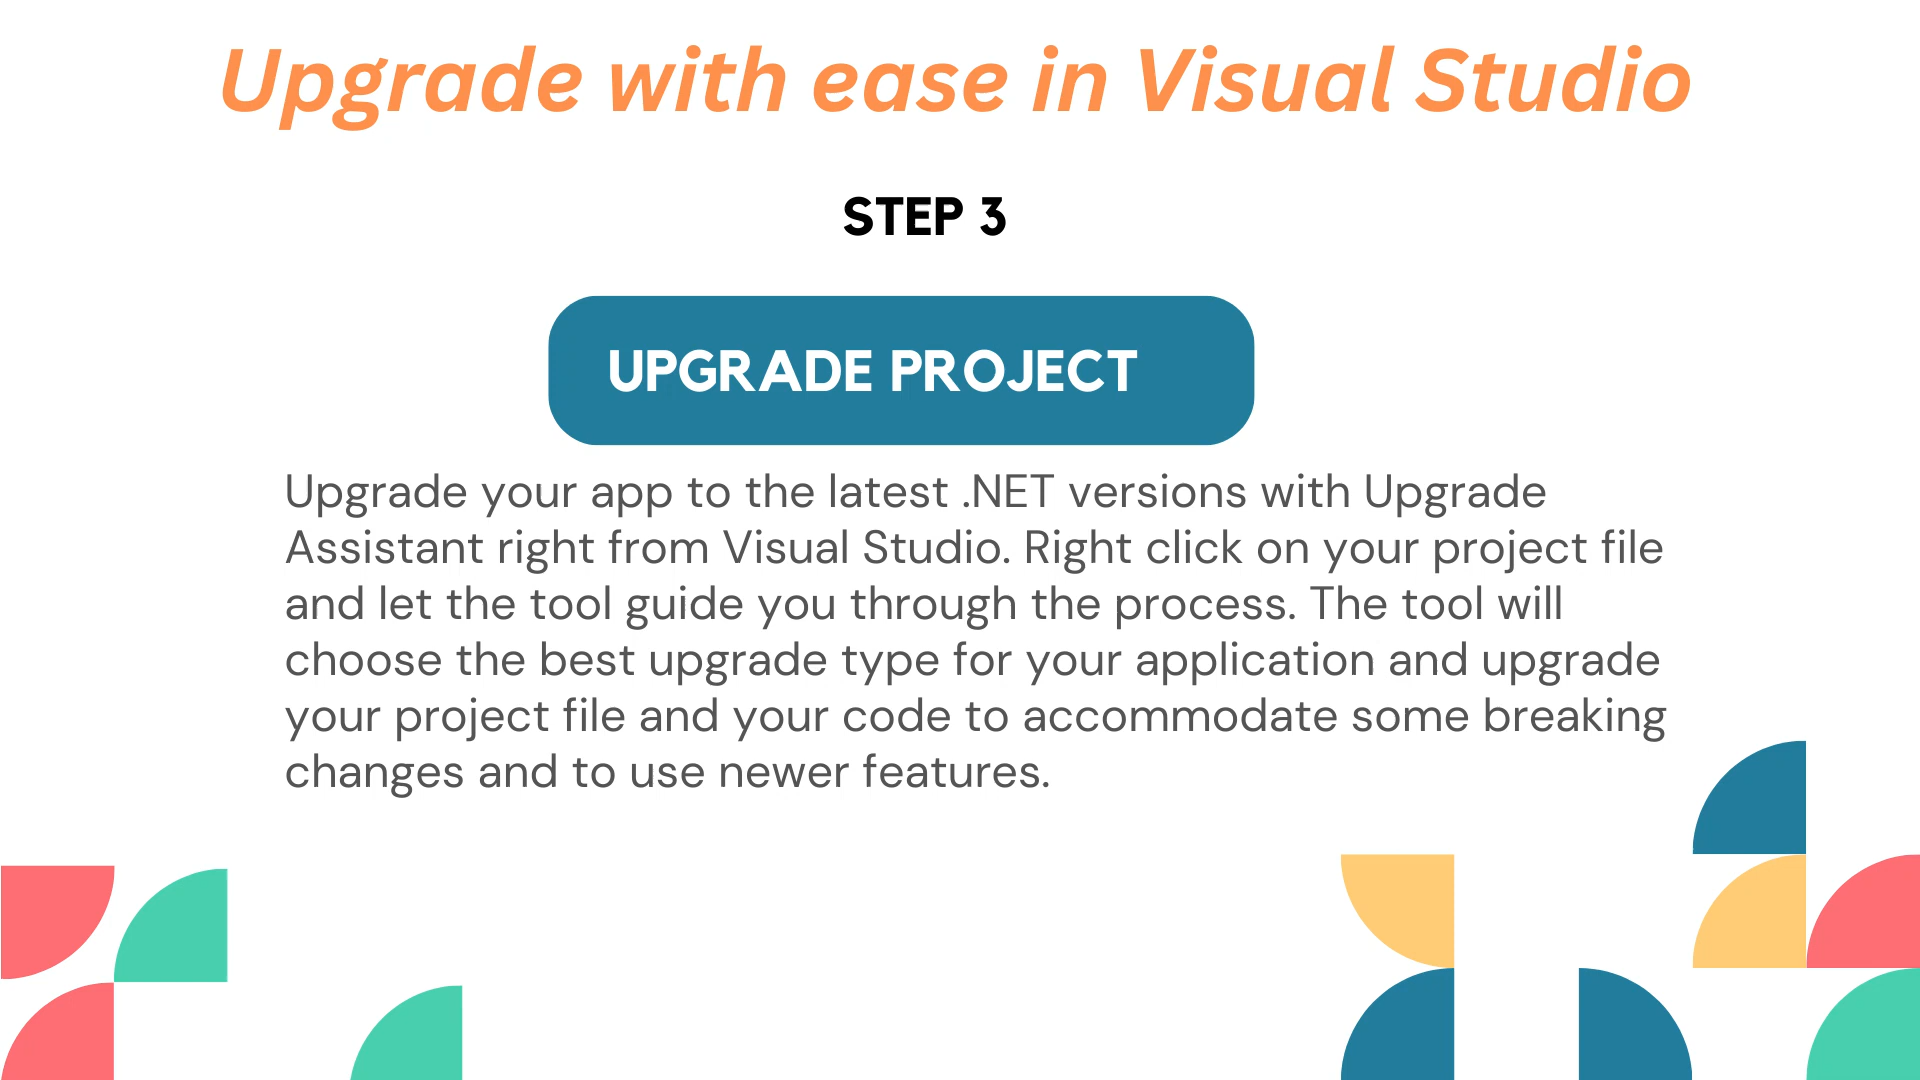 Upgrade with ease in Visual Studio
STEP 3
UPGRADE PROJECT
Upgrade your app to the latest .NET versions with Upgrade
Assistant right from Visual Studio. Right click on your project file
and let the tool guide you through the process. The tool will
choose the best upgrade type for your application and upgrade
your project file and your code to accommodate some breaking
changes and to use newer features.